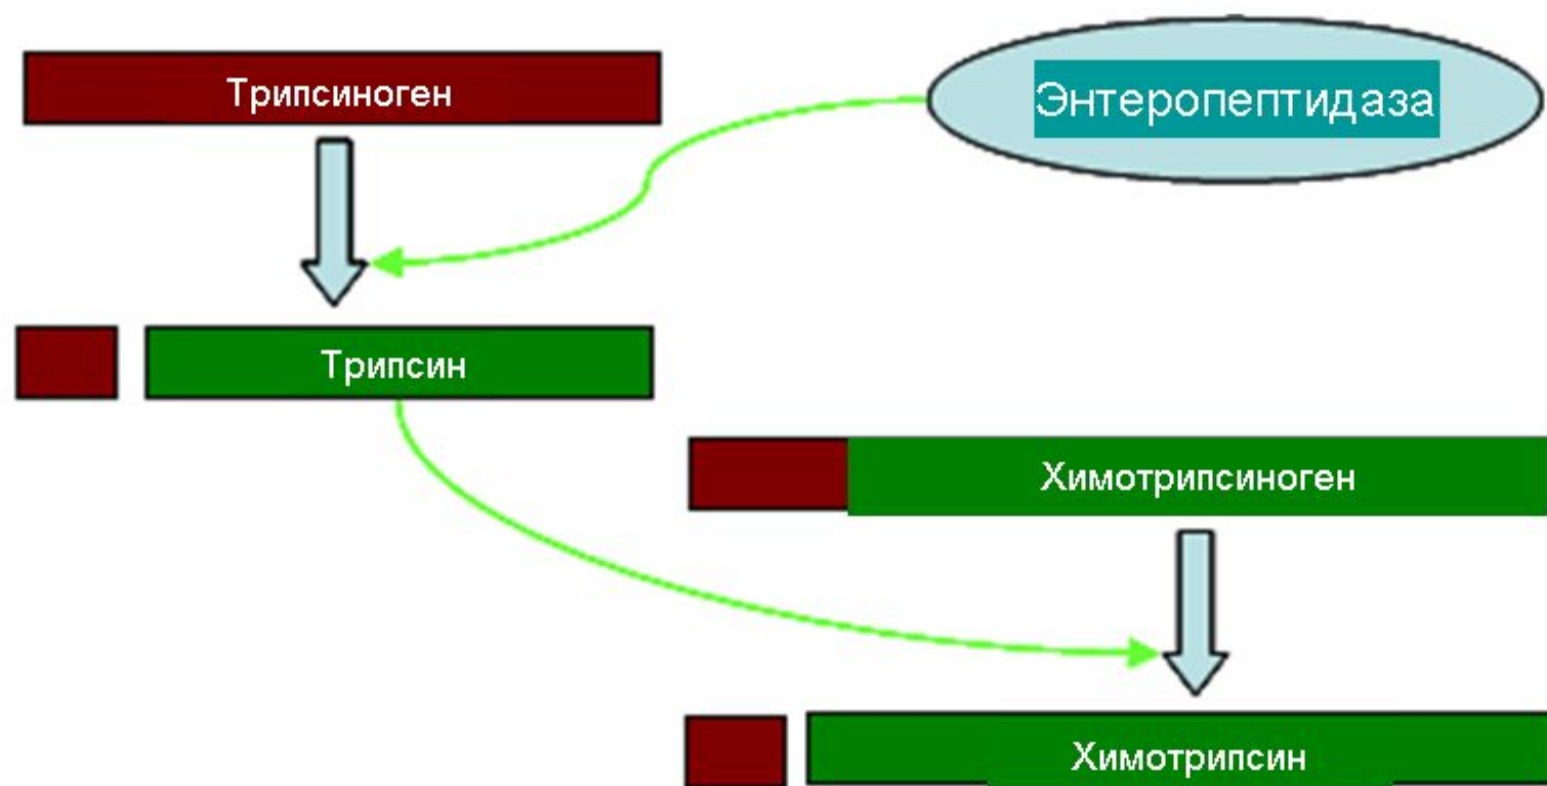 Трипсиноген
Энтеропептидаза
Трипсин
Химотрипсиноген
Химотрипсин